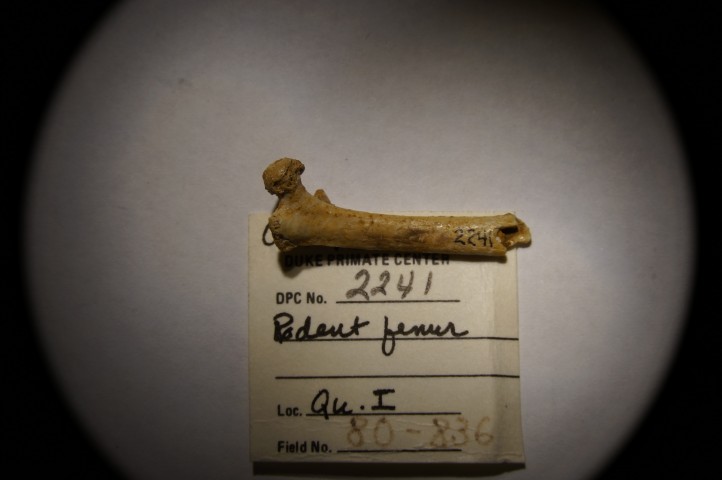 2241
DUKE PRIMATE CENTER
DPC No. 2241
Rodent femur
Loc. Qu. I
Field No. 80-836